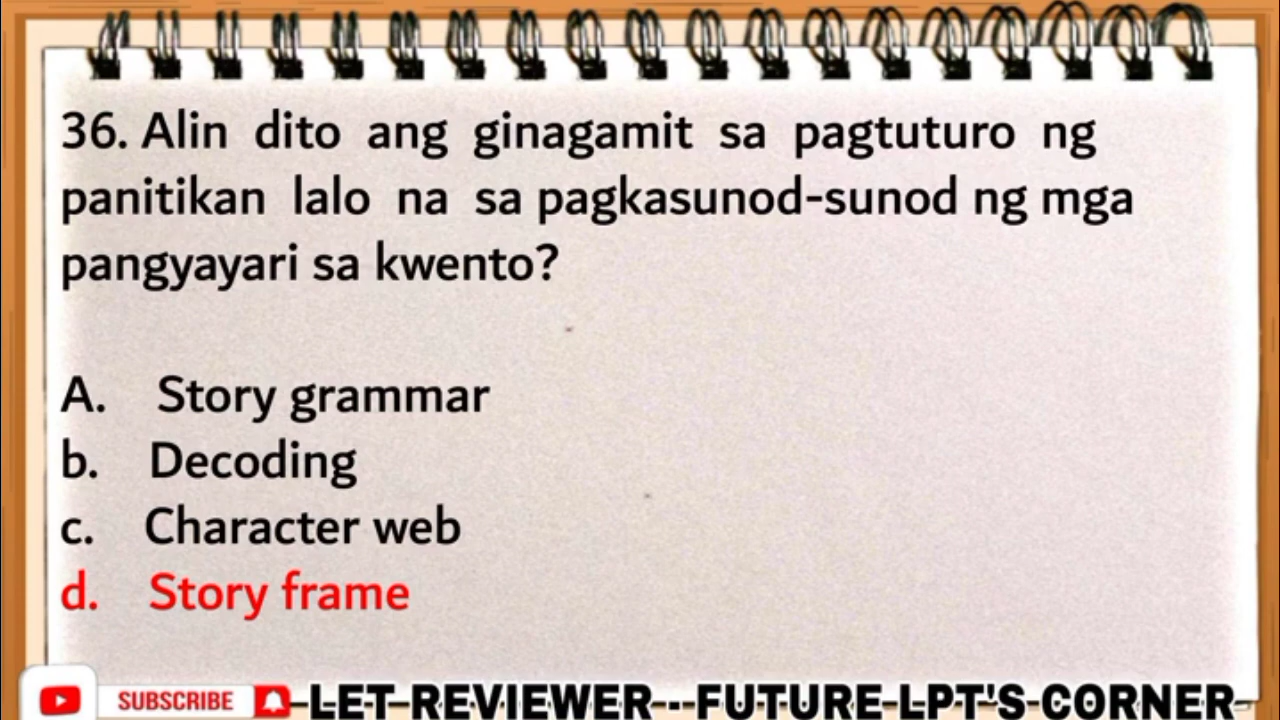 36. Alin dito ang ginagamit sa pagtuturo ng
panitikan lalo na sa pagkasunod-sunod ng mga
pangyayari sa kwento?
A. Story grammar
b. Decoding
c. Character web
d. Story frame
SUBSCRIBE LET REVIEWER - FUTURE LPT'S CORNER